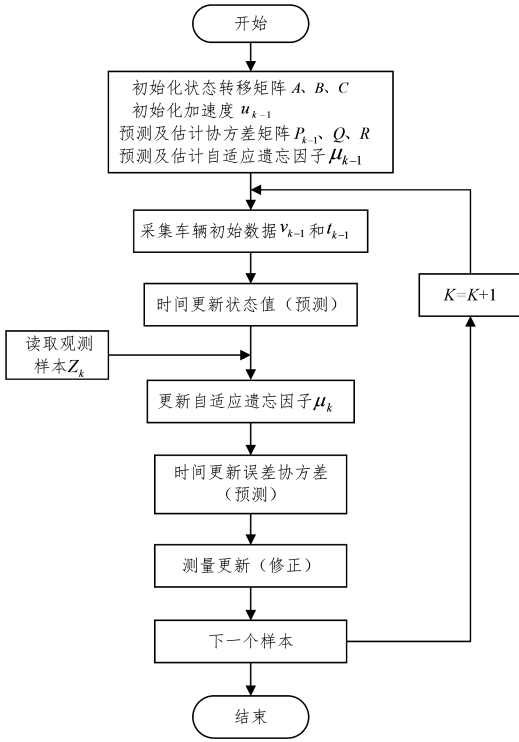 开始
初始化状态转移矩阵 A、B、C
初始化加速度 u_{k-1}
预测及估计协方差矩阵 P_{k-1}、Q、R
预测及估计自适应遗忘因子 μ_{k-1}
采集车辆初始数据 v_{k-1} 和 t_{k-1}
时间更新状态值（预测）
K=K+1
读取观测
样本 Z_k
更新自适应遗忘因子 μ_k
时间更新误差协方差
（预测）
测量更新（修正）
下一个样本
结束